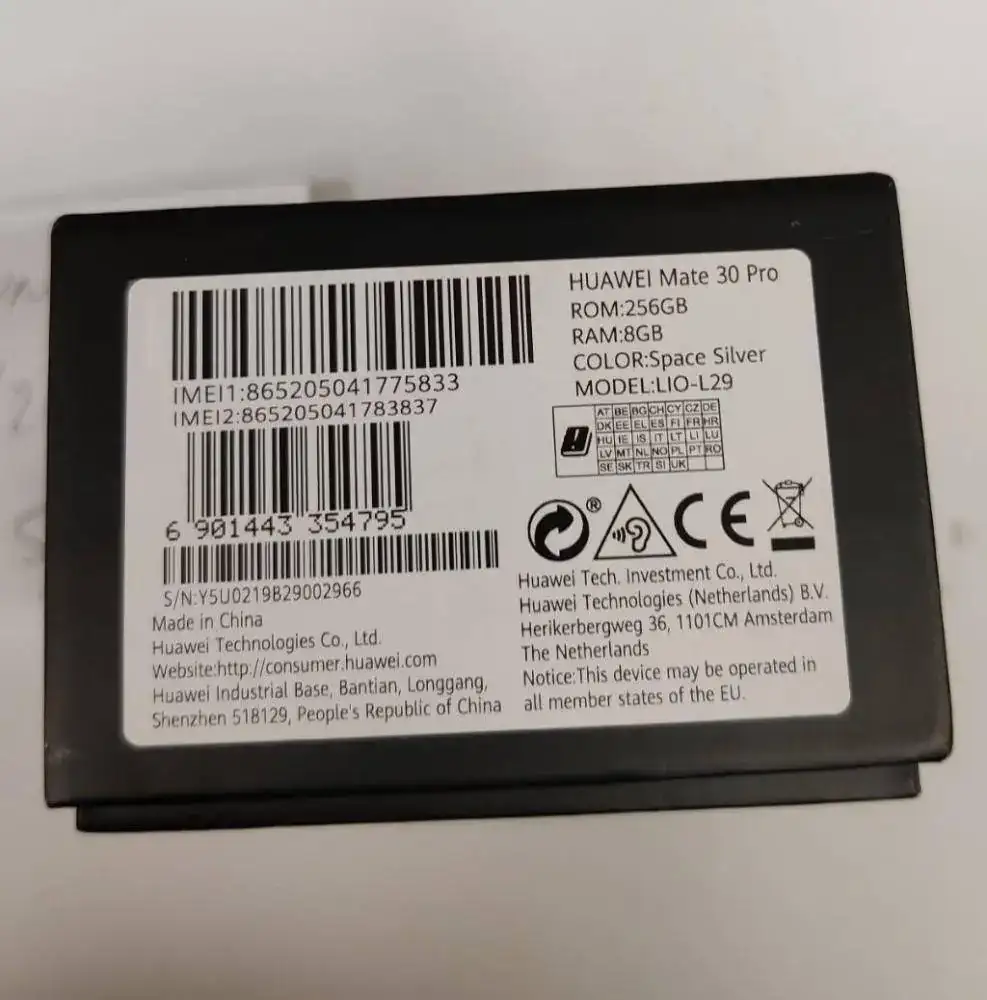 IMEI1:865205041775833
IMEI2:865205041783837
6 901443 354795
S/N:Y5U0219B29002966
Made in China
Huawei Technologies Co., Ltd.
Website:http://consumer.huawei.com
Huawei Industrial Base, Bantian, Longgang,
Shenzhen 518129, People's Republic of China
HUAWEI Mate 30 Pro
ROM:256GB
RAM:8GB
COLOR:Space Silver
MODEL:LIO-L29
AT BE BG CH CY CZ DE
DK EE EL ES FI FR HR
HU IE IS IT LT LI LU
LV MT NL NO PL PT RO
SE SK TR SI UK
®
CE
Huawei Tech. Investment Co., Ltd.
Huawei Technologies (Netherlands) B.V.
Herikerbergweg 36, 1101CM Amsterdam
The Netherlands
Notice:This device may be operated in
all member states of the EU.